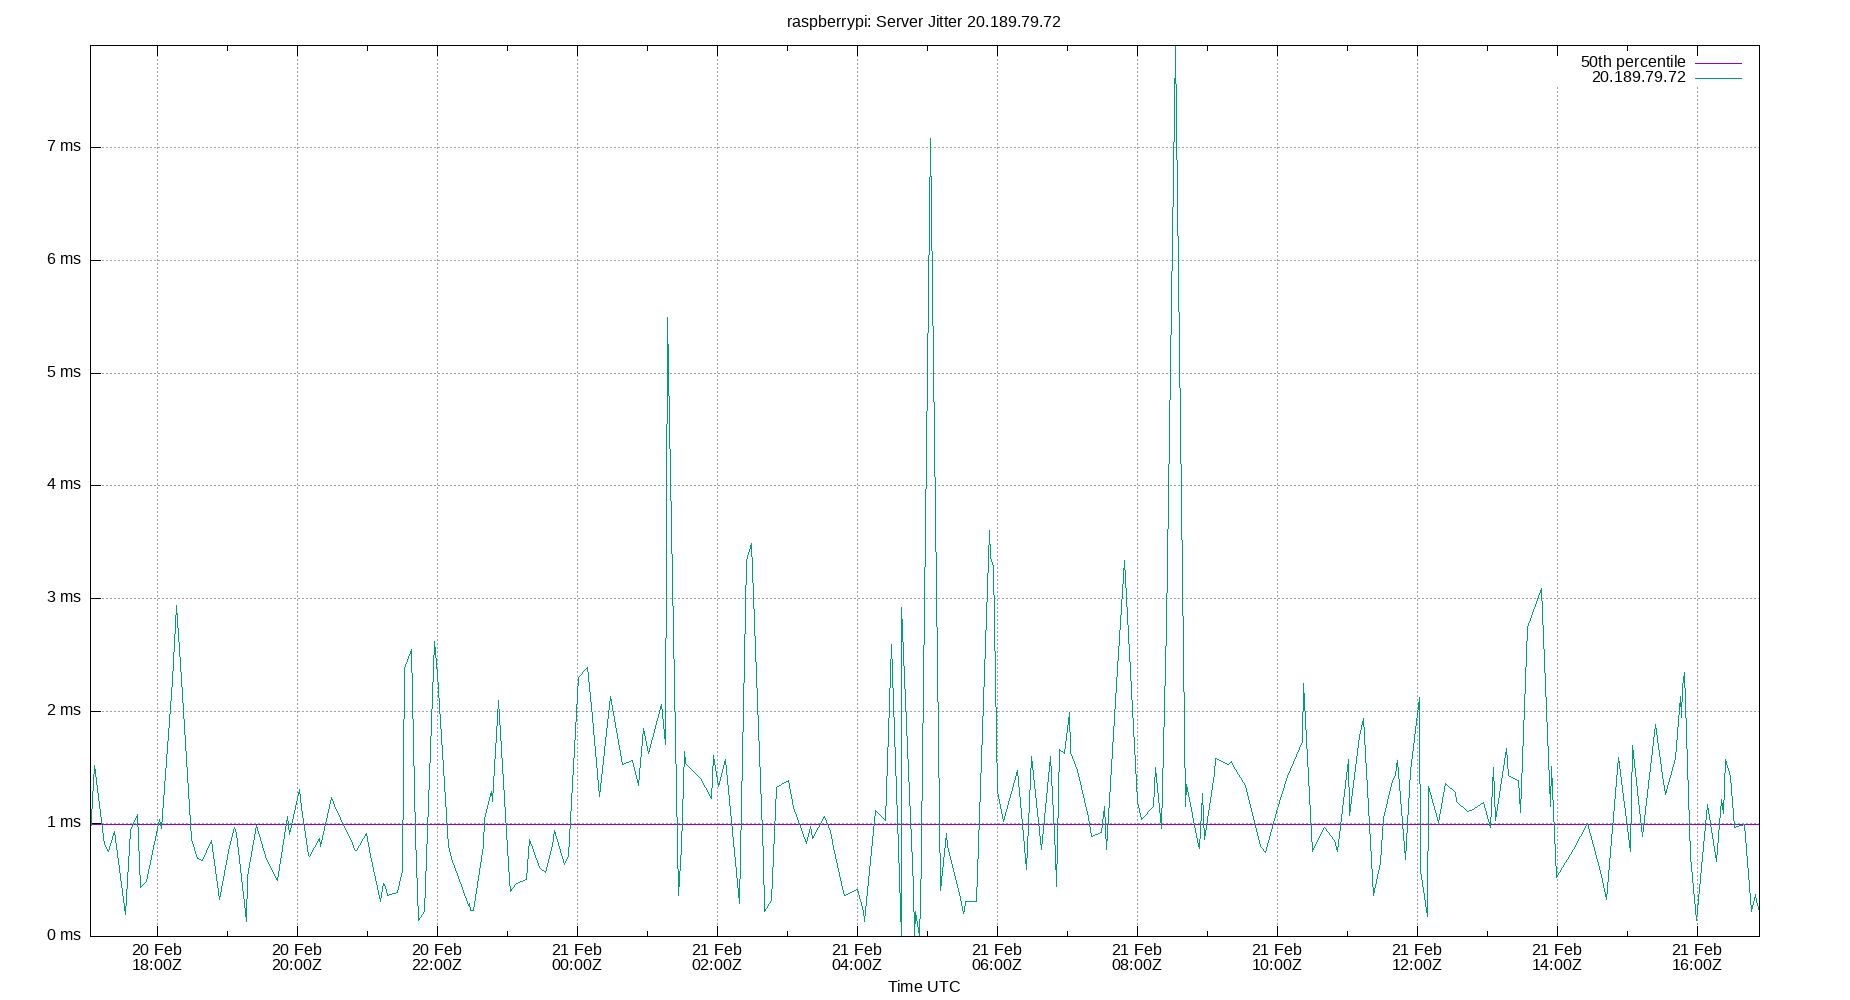 raspberrypi: Server Jitter 20.189.79.72
50th percentile
20.189.79.72
7 ms
6 ms
5 ms
4 ms
3 ms
2 ms
1 ms
0 ms
20 Feb 20 Feb 20 Feb 21 Feb 21 Feb 21 Feb 21 Feb 21 Feb 21 Feb 21 Feb 21 Feb 21 Feb
18:00Z 20:00Z 22:00Z 00:00Z 02:00Z 04:00Z 06:00Z 08:00Z 10:00Z 12:00Z 14:00Z 16:00Z
Time UTC